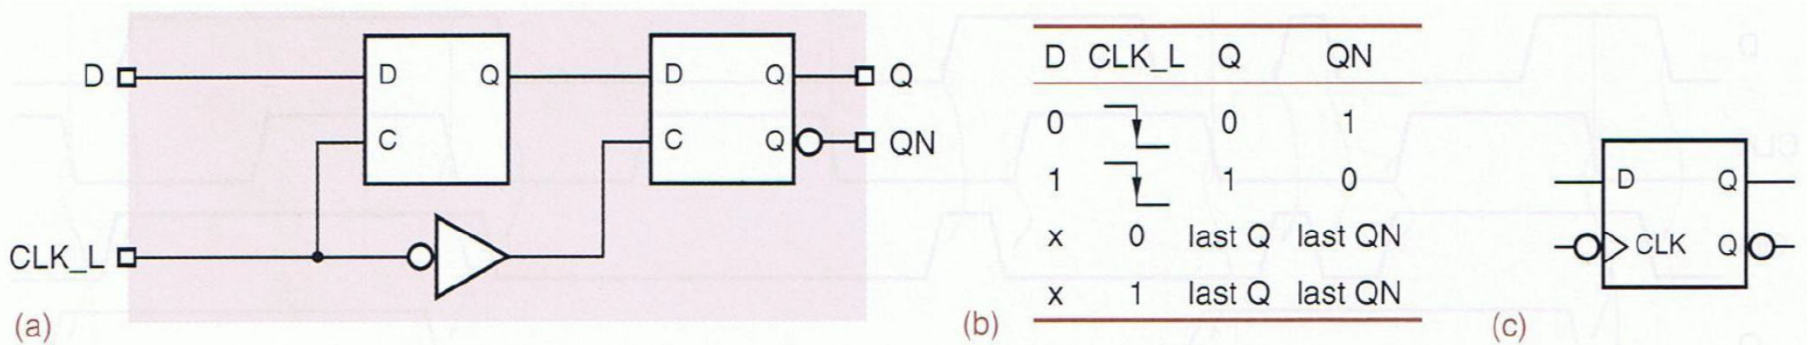 D
D Q
C
D Q
C Q
Q
QN
CLK_L
(a)
D CLK_L Q QN
0 0 1
1 1 0
x 0 last Q last QN
x 1 last Q last QN
(b)
D Q
CLK Q
(c)